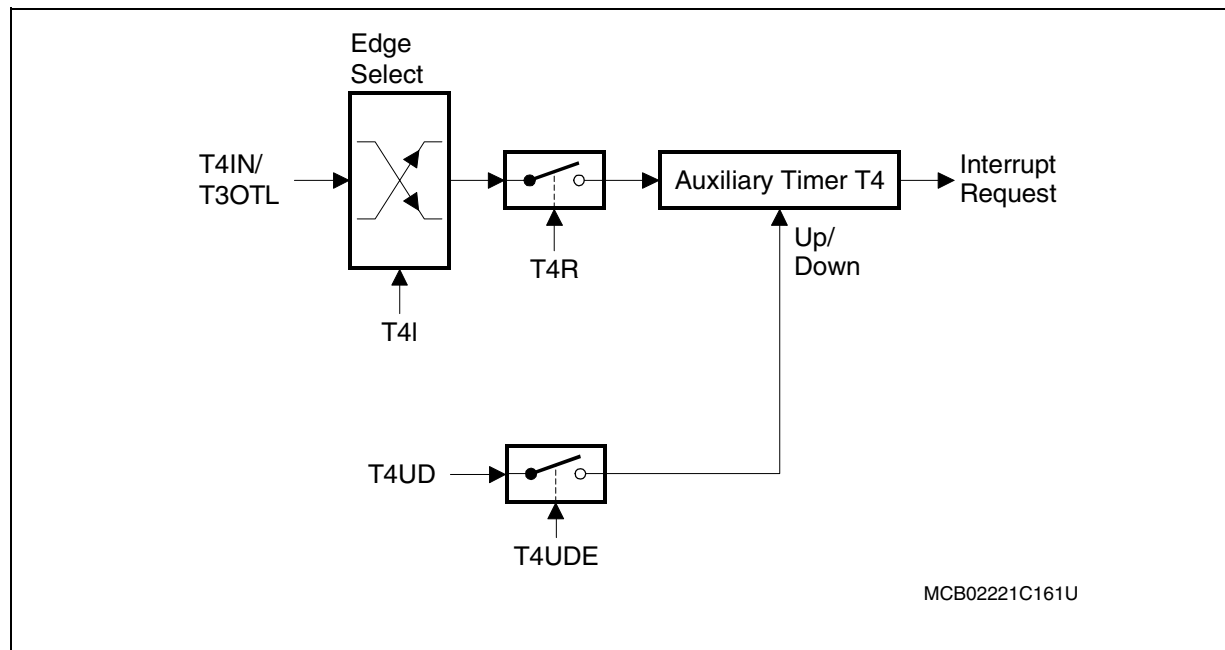 Edge
Select
T4IN/
T3OTL
Auxiliary Timer T4
Interrupt
Request
T4R
Up/
Down
T4I
T4UD
T4UDE
MCB02221C161U